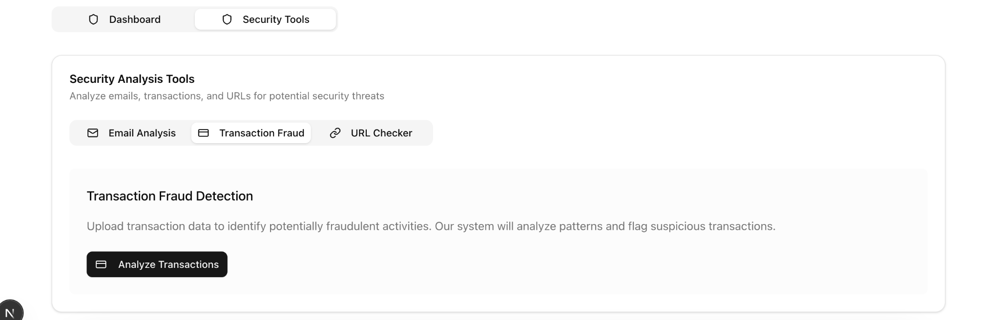 Dashboard
Security Tools
Security Analysis Tools
Analyze emails, transactions, and URLs for potential security threats
Email Analysis
Transaction Fraud
URL Checker
Transaction Fraud Detection
Upload transaction data to identify potentially fraudulent activities. Our system will analyze patterns and flag suspicious transactions.
Analyze Transactions
N